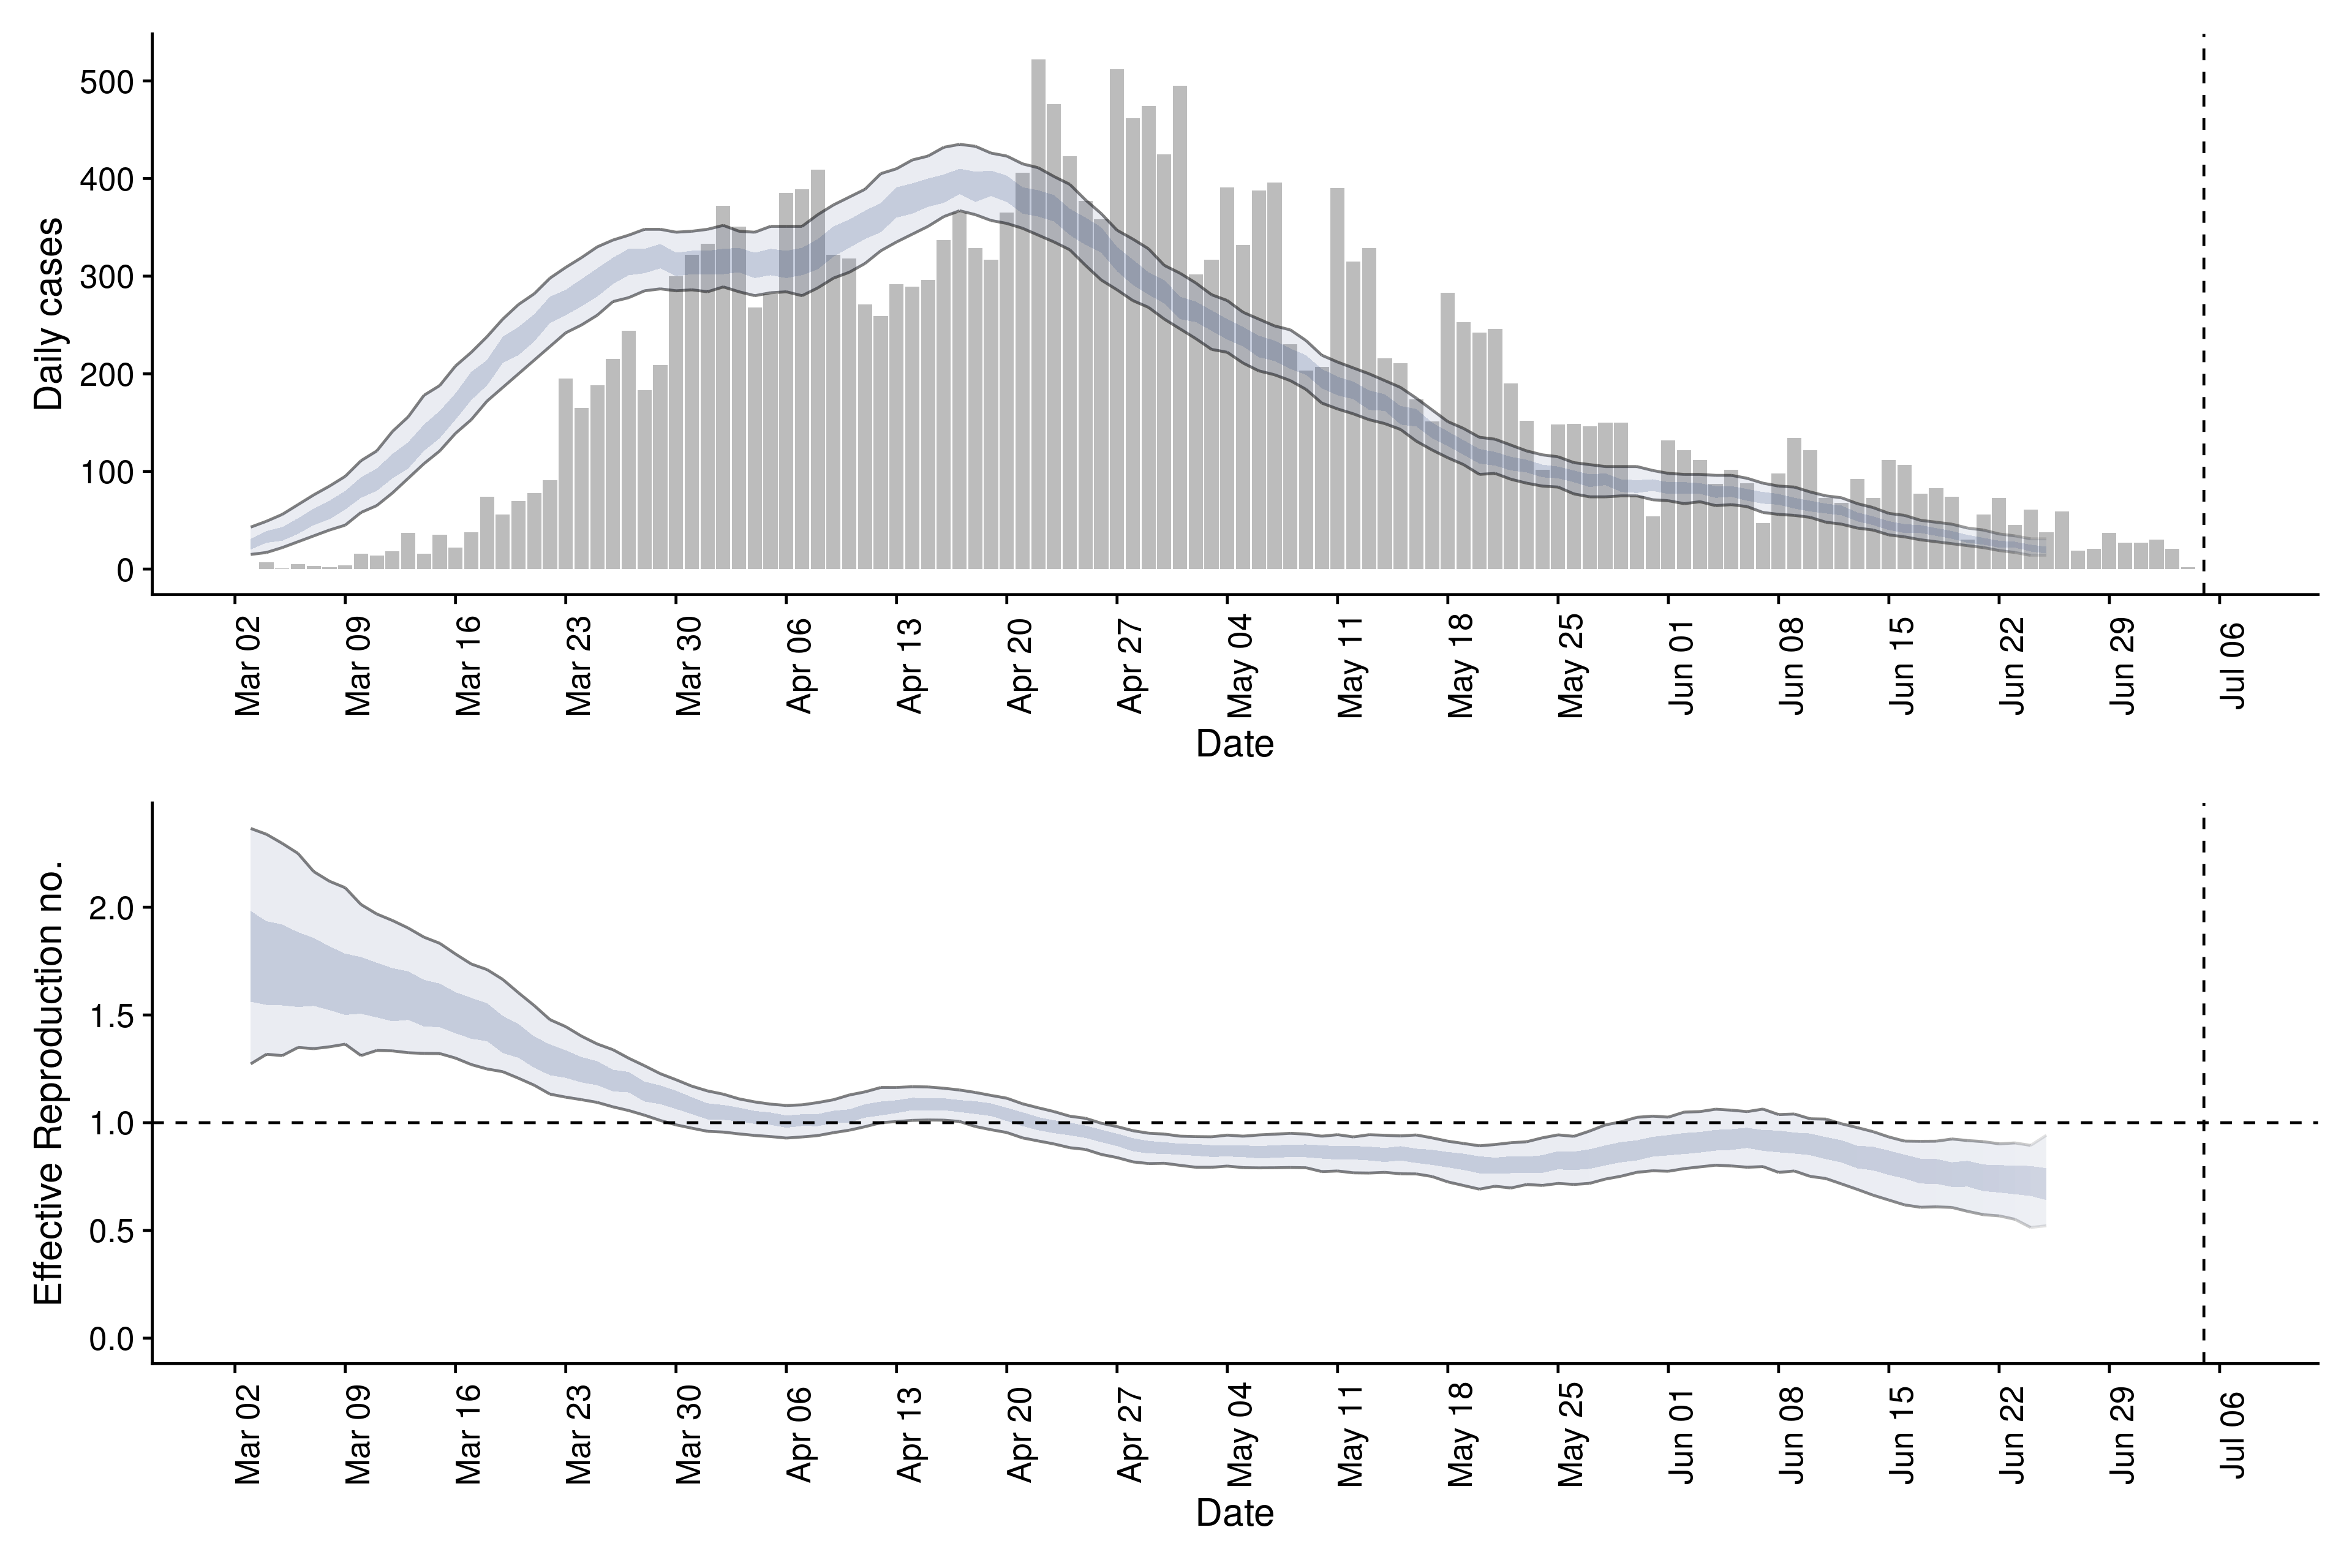 Daily cases
500
400
300
200
100
0
Mar 02
Mar 09
Mar 16
Mar 23
Mar 30
Apr 06
Apr 13
Apr 20
Apr 27
May 04
May 11
May 18
May 25
Jun 01
Jun 08
Jun 15
Jun 22
Jun 29
Jul 06
Date
Effective Reproduction no.
2.0
1.5
1.0
0.5
0.0
Mar 02
Mar 09
Mar 16
Mar 23
Mar 30
Apr 06
Apr 13
Apr 20
Apr 27
May 04
May 11
May 18
May 25
Jun 01
Jun 08
Jun 15
Jun 22
Jun 29
Jul 06
Date